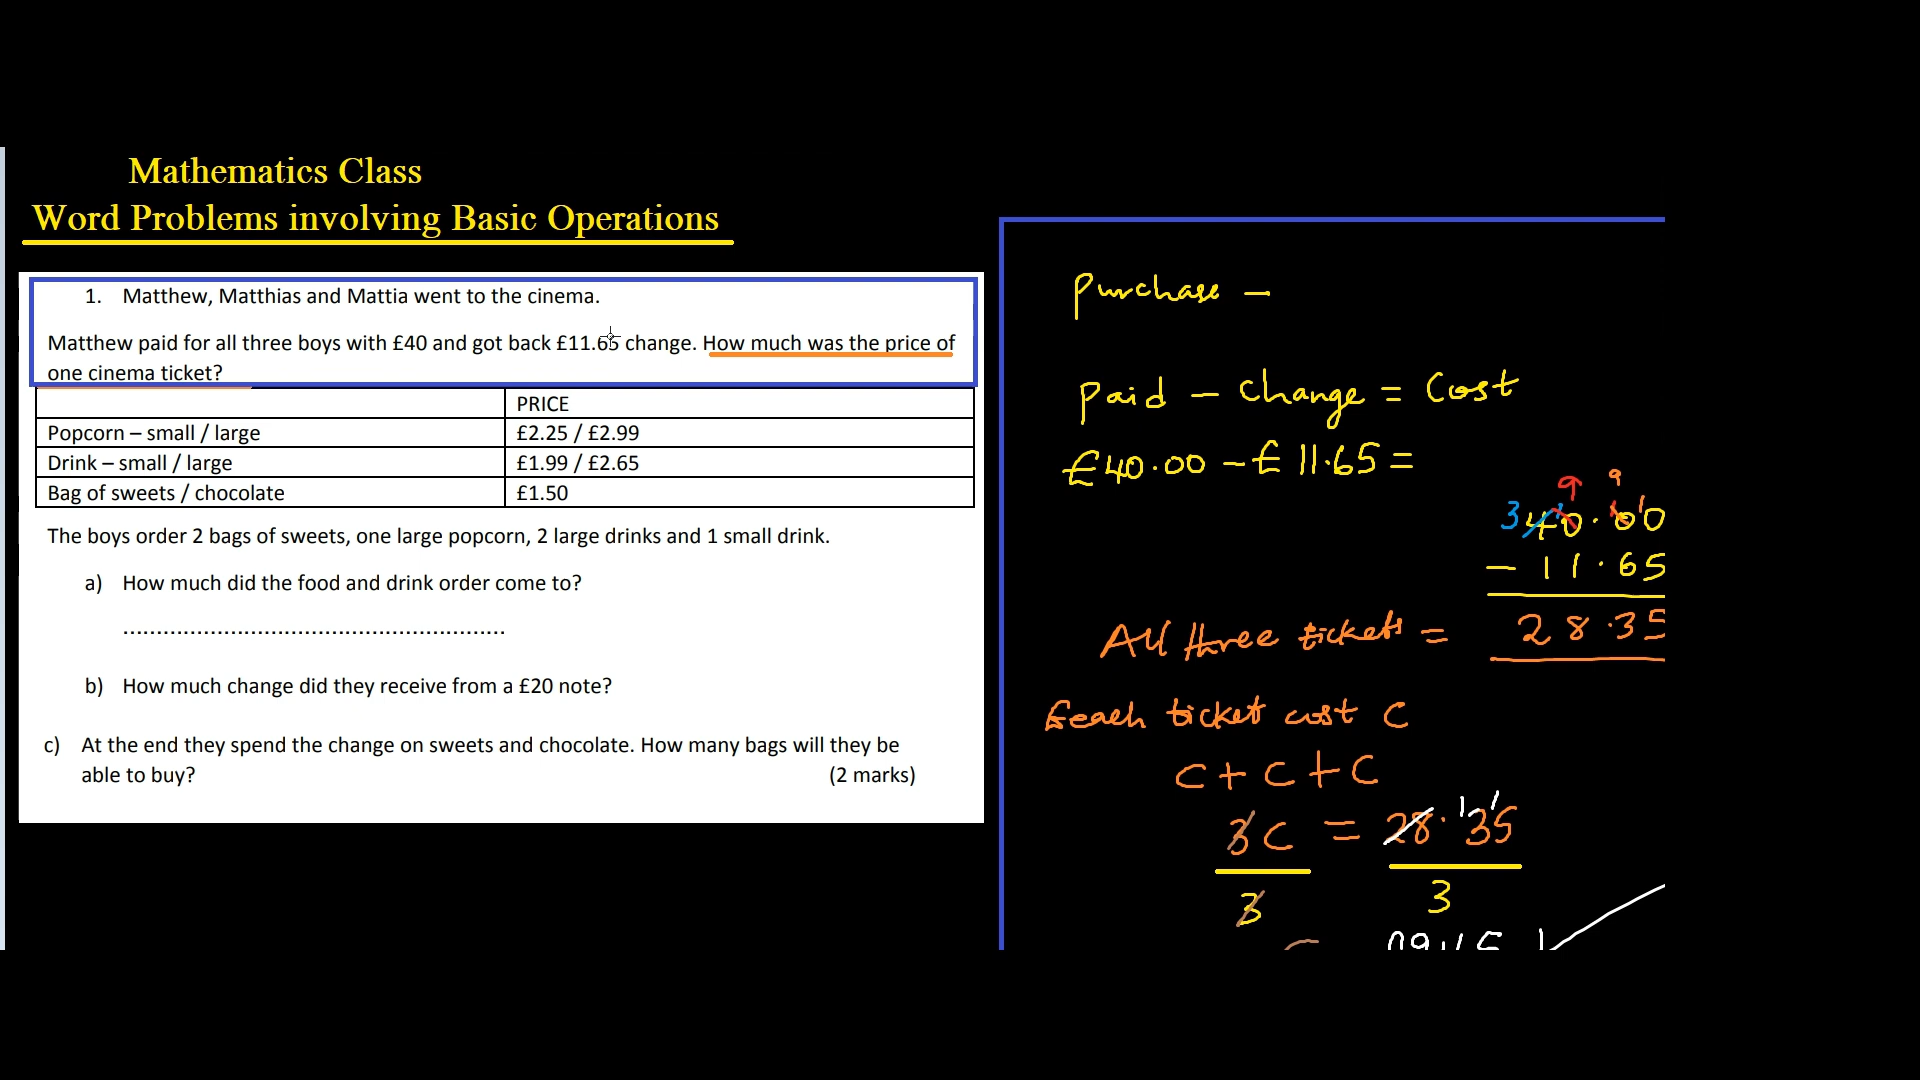 Mathematics Class
Word Problems involving Basic Operations
1. Matthew, Matthias and Mattia went to the cinema.
Matthew paid for all three boys with £40 and got back £11.65 change. How much was the price of
one cinema ticket?
PRICE
Popcorn – small / large £2.25 / £2.99
Drink – small / large £1.99 / £2.65
Bag of sweets / chocolate £1.50
The boys order 2 bags of sweets, one large popcorn, 2 large drinks and 1 small drink.
a) How much did the food and drink order come to?
.........................................................
b) How much change did they receive from a £20 note?
c) At the end they spend the change on sweets and chocolate. How many bags will they be
able to buy? (2 marks)
Purchase –
Paid – Change = Cost
£40.00 – £11.65 =
9 9
3 40.00
– 11.65
All three tickets = 28.35
each ticket cost C
C + C + C
3C = 28.35
3 3